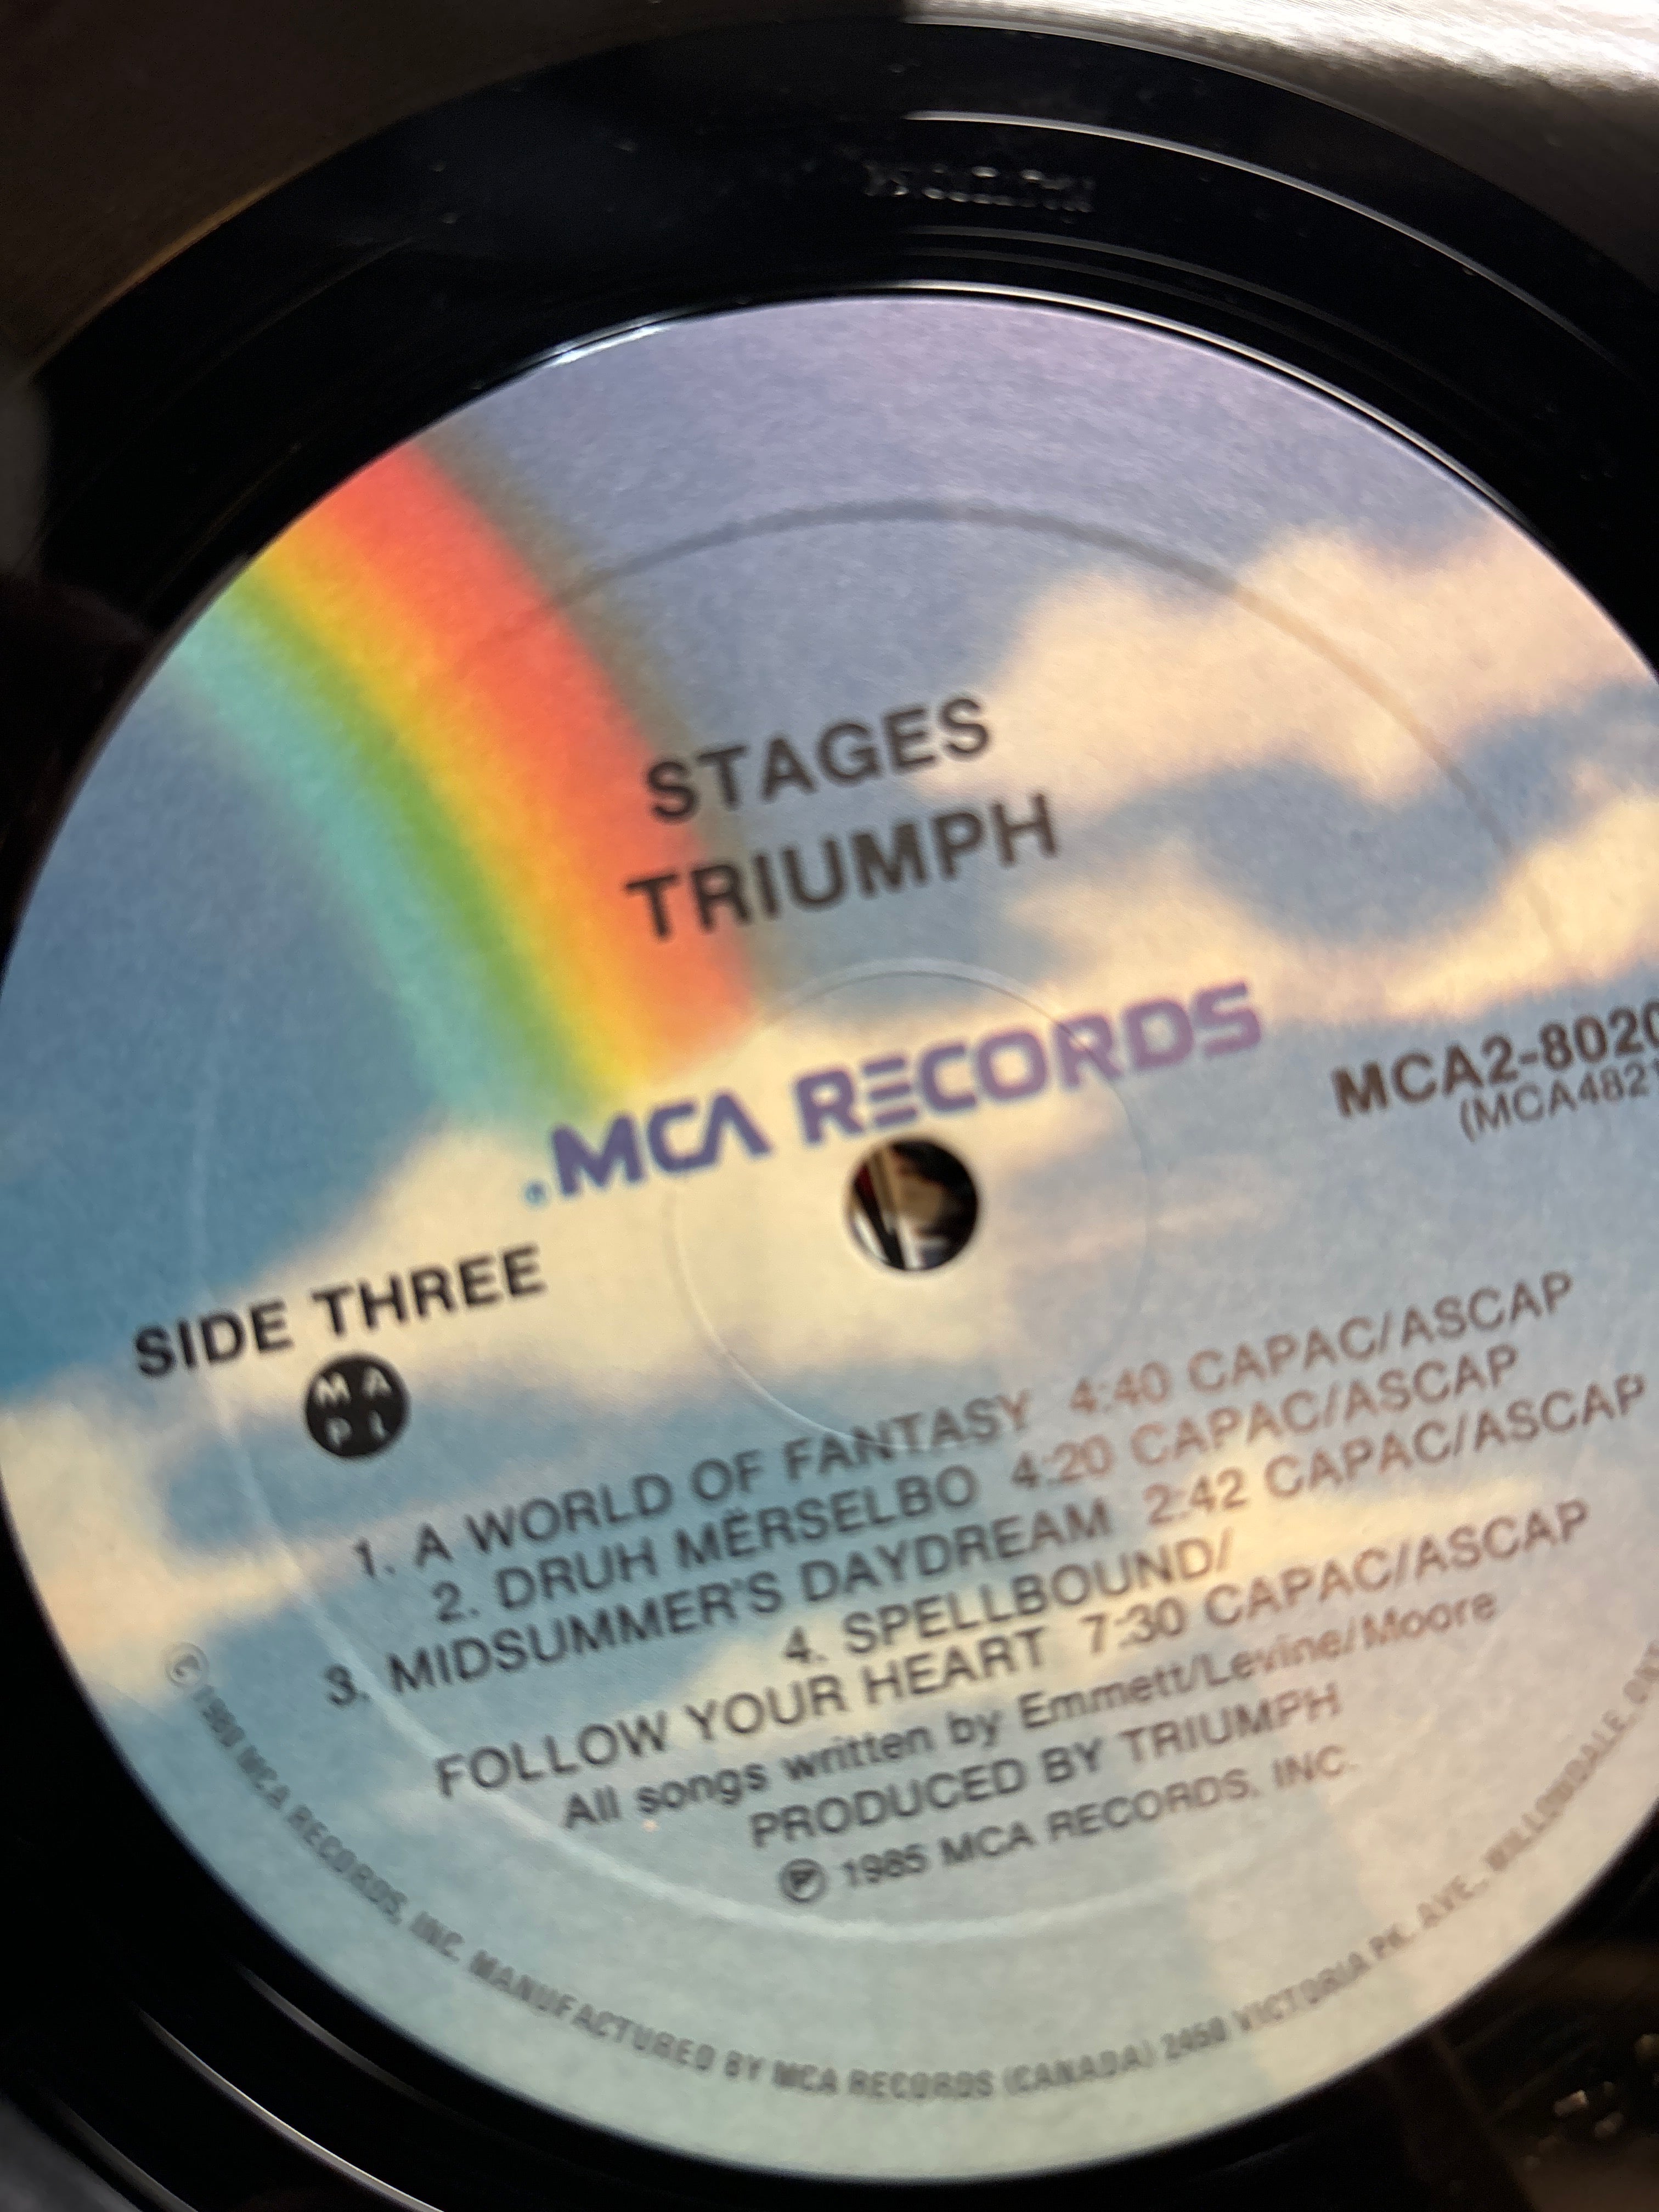 STAGES
TRIUMPH
®MCA RECORDS
MCA2-8020
(MCA4821
SIDE THREE
MAPL
1. A WORLD OF FANTASY 4:40 CAPAC/ASCAP
2. DRUH MËRSELBO 4:20 CAPAC/ASCAP
3. MIDSUMMER'S DAYDREAM 2:42 CAPAC/ASCAP
4. SPELLBOUND/
FOLLOW YOUR HEART 7:30 CAPAC/ASCAP
All songs written by Emmett/Levine/Moore
PRODUCED BY TRIUMPH
℗ 1985 MCA RECORDS, INC.
© 1980 MCA RECORDS, INC. MANUFACTURED BY MCA RECORDS (CANADA) 2450 VICTORIA PK. AVE., WILLOWDALE,